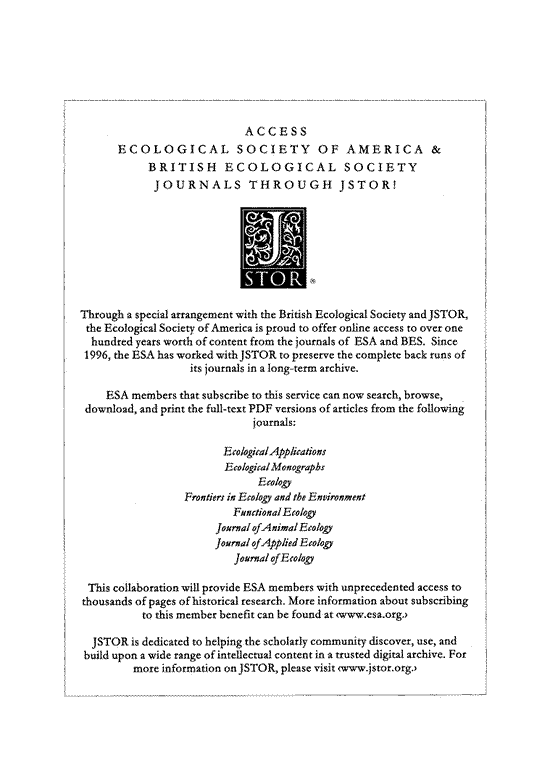 ACCESS
ECOLOGICAL SOCIETY OF AMERICA &
BRITISH ECOLOGICAL SOCIETY
JOURNALS THROUGH JSTOR!
J
STOR ®
Through a special arrangement with the British Ecological Society and JSTOR,
the Ecological Society of America is proud to offer online access to over one
hundred years worth of content from the journals of ESA and BES. Since
1996, the ESA has worked with JSTOR to preserve the complete back runs of
its journals in a long-term archive.
ESA members that subscribe to this service can now search, browse,
download, and print the full-text PDF versions of articles from the following
journals:
Ecological Applications
Ecological Monographs
Ecology
Frontiers in Ecology and the Environment
Functional Ecology
Journal of Animal Ecology
Journal of Applied Ecology
Journal of Ecology
This collaboration will provide ESA members with unprecedented access to
thousands of pages of historical research. More information about subscribing
to this member benefit can be found at <www.esa.org.>
JSTOR is dedicated to helping the scholarly community discover, use, and
build upon a wide range of intellectual content in a trusted digital archive. For
more information on JSTOR, please visit <www.jstor.org.>